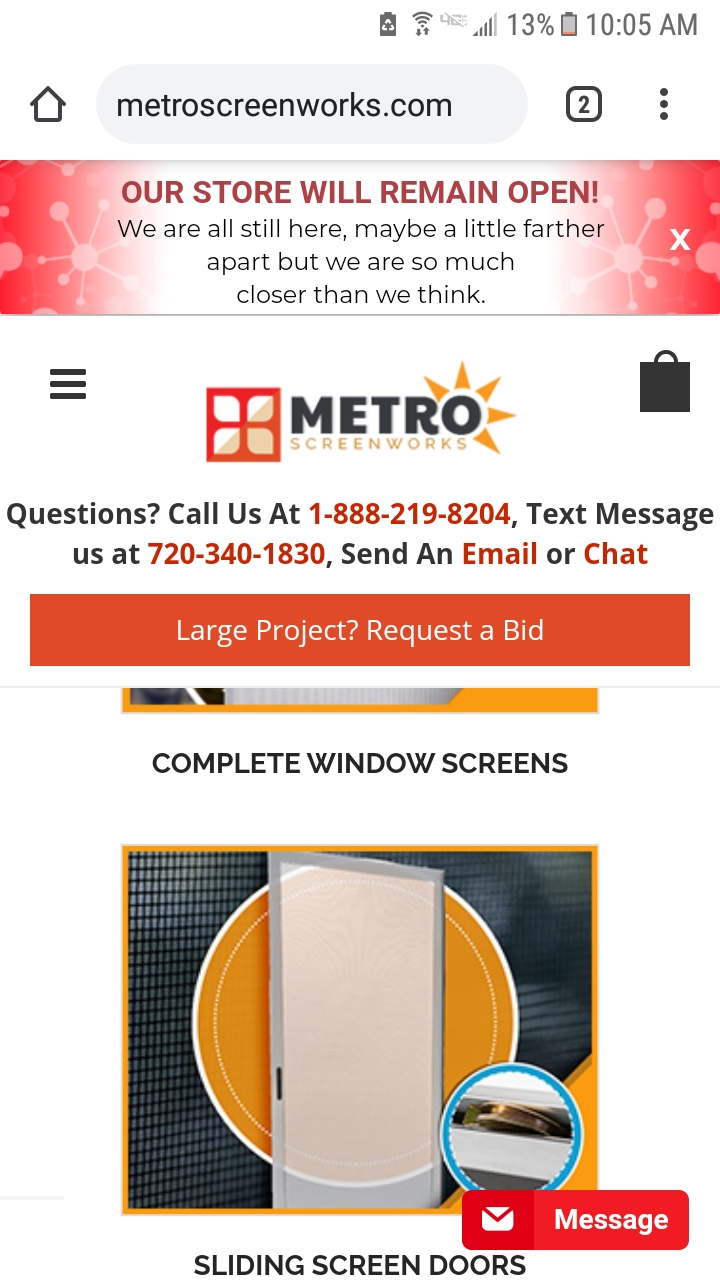 13% 10:05 AM
metroscreenworks.com
2
OUR STORE WILL REMAIN OPEN!
We are all still here, maybe a little farther
apart but we are so much
closer than we think.
X
METRO
SCREENWORKS
Questions? Call Us At 1-888-219-8204, Text Message
us at 720-340-1830, Send An Email or Chat
Large Project? Request a Bid
COMPLETE WINDOW SCREENS
Message
SLIDING SCREEN DOORS